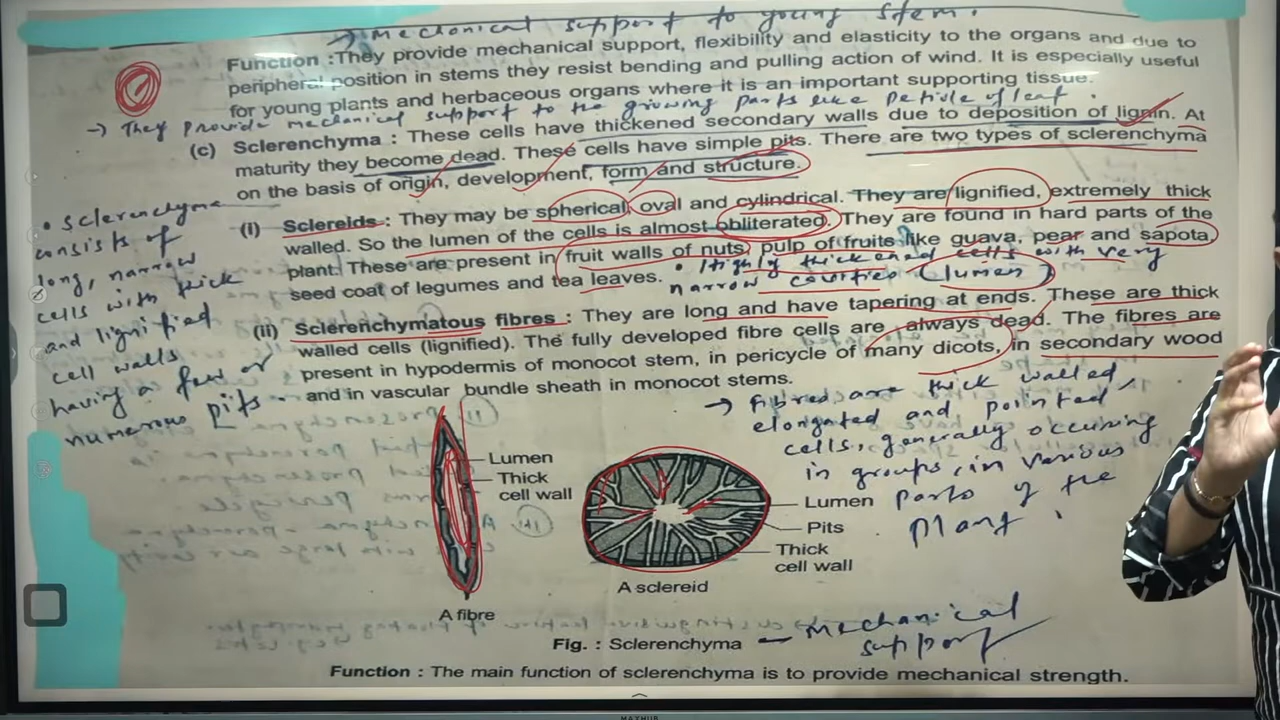 → Mechanical support to young stem.
Function :They provide mechanical support, flexibility and elasticity to the organs and due to
peripheral position in stems they resist bending and pulling action of wind. It is especially useful
for young plants and herbaceous organs where it is an important supporting tissue.
→ They provide mechanical support to the growing parts like petiole of leaf.
(c) Sclerenchyma : These cells have thickened secondary walls due to deposition of lignin. At
maturity they become dead. These cells have simple pits. There are two types of sclerenchyma
on the basis of origin, development, form and structure.
• Sclerenchyma
consists of
long, narrow
cells with thick
and lignified
cell walls
having a few or
numerous pits.
(i) Sclereids : They may be spherical, oval and cylindrical. They are lignified, extremely thick
walled. So the lumen of the cells is almost obliterated. They are found in hard parts of the
plant. These are present in fruit walls of nuts, pulp of fruits like guava, pear and sapota,
seed coat of legumes and tea leaves. • Highly thickened cells with very
narrow cavities (lumen)
(ii) Sclerenchymatous fibres : They are long and have tapering at ends. These are thick
walled cells (lignified). The fully developed fibre cells are always dead. The fibres are
present in hypodermis of monocot stem, in pericycle of many dicots, in secondary wood
and in vascular bundle sheath in monocot stems.
→ Fibres are thick walled,
elongated and pointed
cells, generally occuring
in groups, in various
parts of the
plant.
Lumen
Thick
cell wall
A fibre
Lumen
Pits
Thick
cell wall
A sclereid
Fig. : Sclerenchyma — Mechanical
support
Function : The main function of sclerenchyma is to provide mechanical strength.